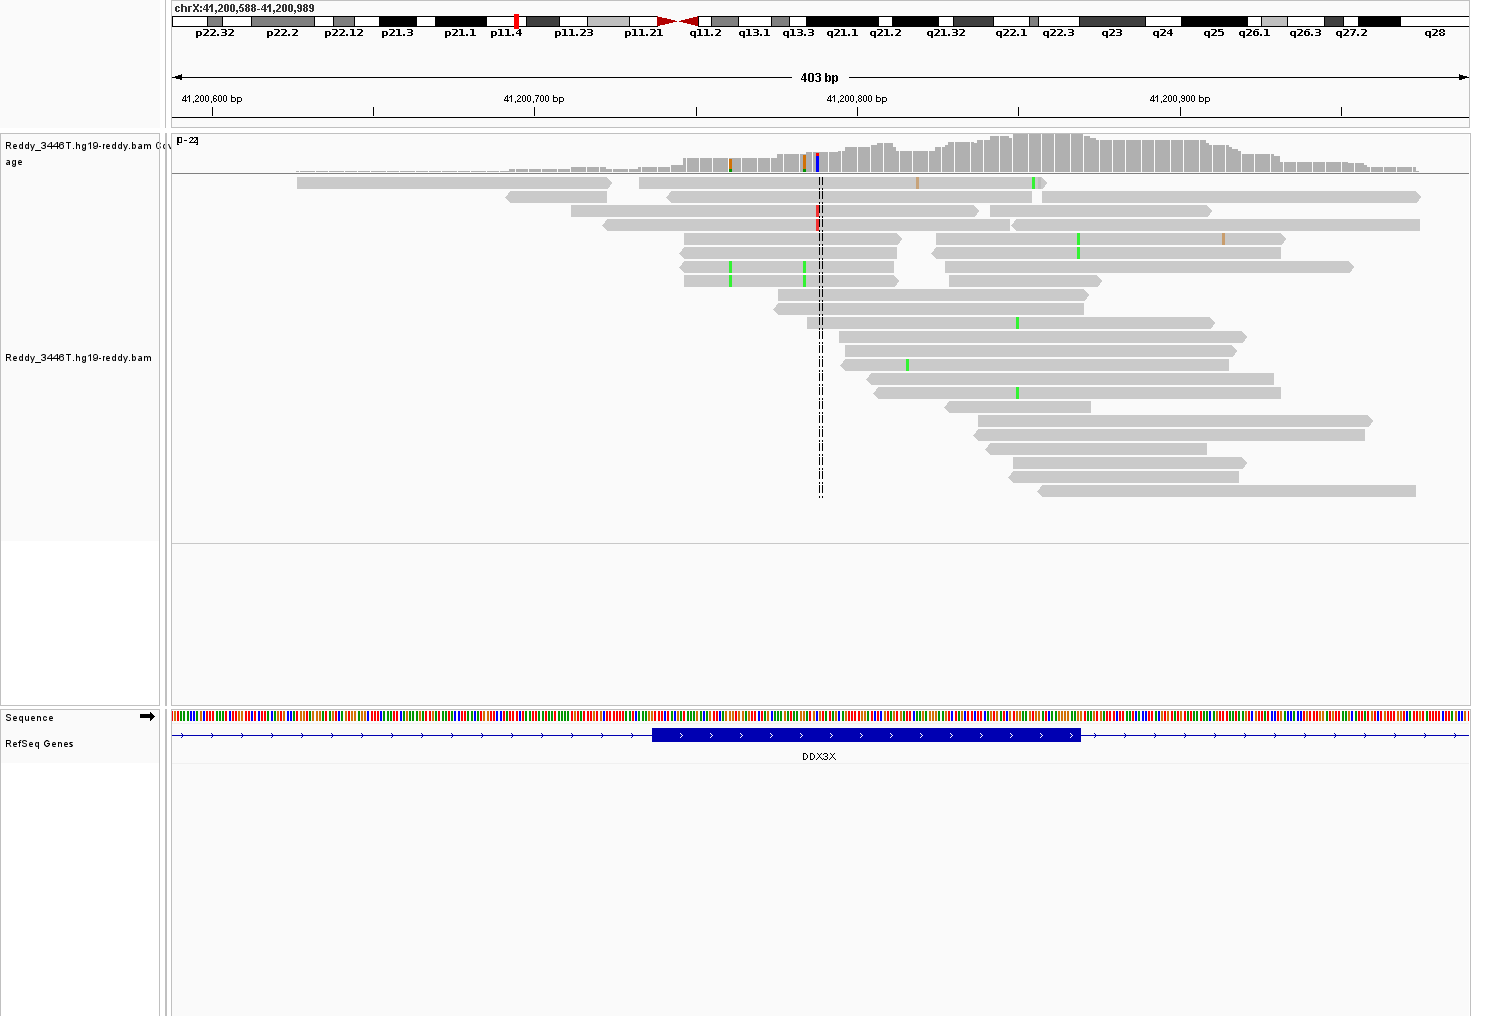 chrX:41,200,588-41,200,989
p22.32 p22.2 p22.12 p21.3 p21.1 p11.4 p11.23 p11.21 q11.2 q13.1 q13.3 q21.1 q21.2 q21.32 q22.1 q22.3 q23 q24 q25 q26.1 q26.3 q27.2 q28
403 bp
41,200,600 bp 41,200,700 bp 41,200,800 bp 41,200,900 bp
Reddy_3446T.hg19-reddy.bam Cov
age
[0-22]
Reddy_3446T.hg19-reddy.bam
Sequence
RefSeq Genes
DDX3X